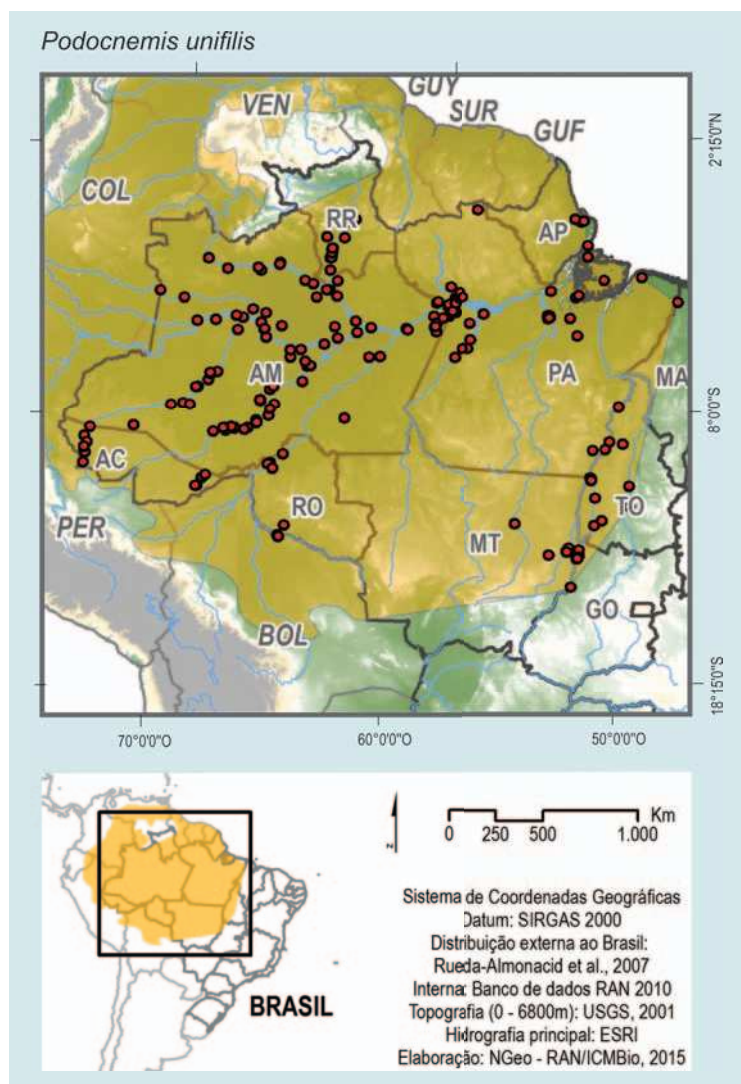 Podocnemis unifilis
VEN
GUY
SUR
GUF
COL
RR
AP
AM
PA
MA
AC
RO
TO
PER
MT
BOL
GO
2°15'0"N
8°0'0"S
18°15'0"S
70°0'0"O
60°0'0"O
50°0'0"O
BRASIL
z
Km
0 250 500 1.000
Sistema de Coordenadas Geográficas
Datum: SIRGAS 2000
Distribuição externa ao Brasil:
Rueda-Almonacid et al., 2007
Interna: Banco de dados RAN 2010
Topografia (0 - 6800m): USGS, 2001
Hidrografia principal: ESRI
Elaboração: NGeo - RAN/ICMBio, 2015